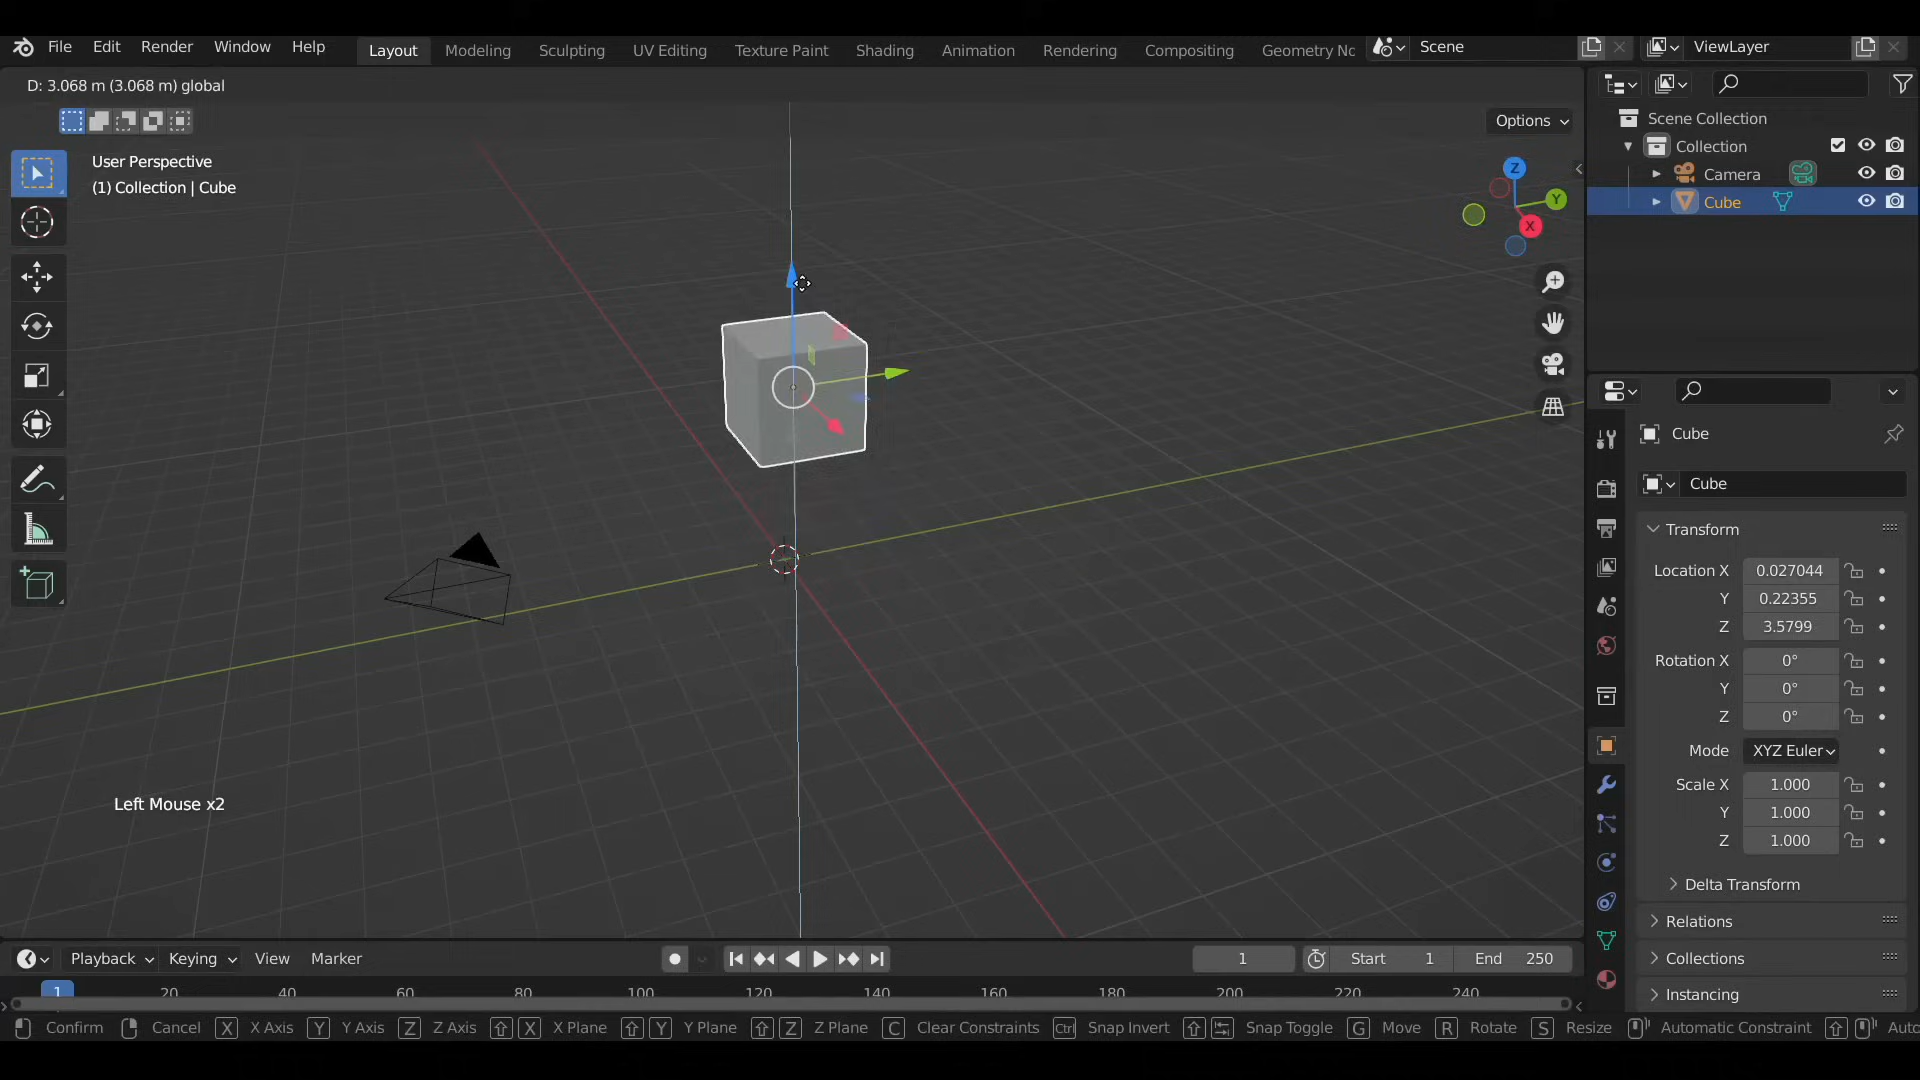 File Edit Render Window Help Layout Modeling Sculpting UV Editing Texture Paint Shading Animation Rendering Compositing Geometry Nc Scene ViewLayer
D: 3.068 m (3.068 m) global
Options
User Perspective
(1) Collection | Cube
Z
Y
X
Left Mouse x2
Scene Collection
Collection
Camera
Cube
Cube
Cube
Transform
Location X 0.027044
Y 0.22355
Z 3.5799
Rotation X 0°
Y 0°
Z 0°
Mode XYZ Euler
Scale X 1.000
Y 1.000
Z 1.000
Delta Transform
Relations
Collections
Instancing
Playback Keying View Marker 1 Start 1 End 250
1 20 40 60 80 100 120 140 160 180 200 220 240
Confirm Cancel X X Axis Y Y Axis Z Z Axis X X Plane Y Y Plane Z Z Plane C Clear Constraints Ctrl Snap Invert Snap Toggle G Move R Rotate S Resize Automatic Constraint Auto